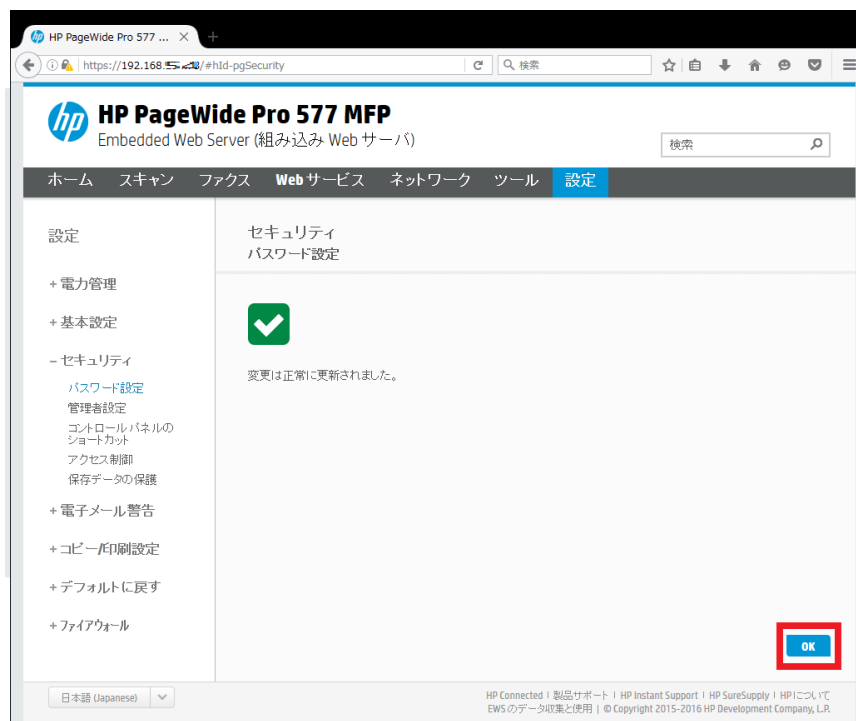 HP PageWide Pro 577 ...
https://192.168.
/#hId-pgSecurity
検索
HP PageWide Pro 577 MFP
Embedded Web Server (組み込み Web サーバ)
検索
ホーム スキャン ファクス Webサービス ネットワーク ツール 設定
設定
+ 電力管理
+ 基本設定
- セキュリティ
パスワード設定
管理者設定
コントロール パネルの
ショートカット
アクセス制御
保存データの保護
+ 電子メール警告
+ コピー/印刷設定
+ デフォルトに戻す
+ ファイアウォール
セキュリティ
パスワード設定
変更は正常に更新されました。
OK
日本語 (Japanese)
HP Connected | 製品サポート | HP Instant Support | HP SureSupply | HPについて
EWS のデータ収集と使用 | © Copyright 2015-2016 HP Development Company, L.P.